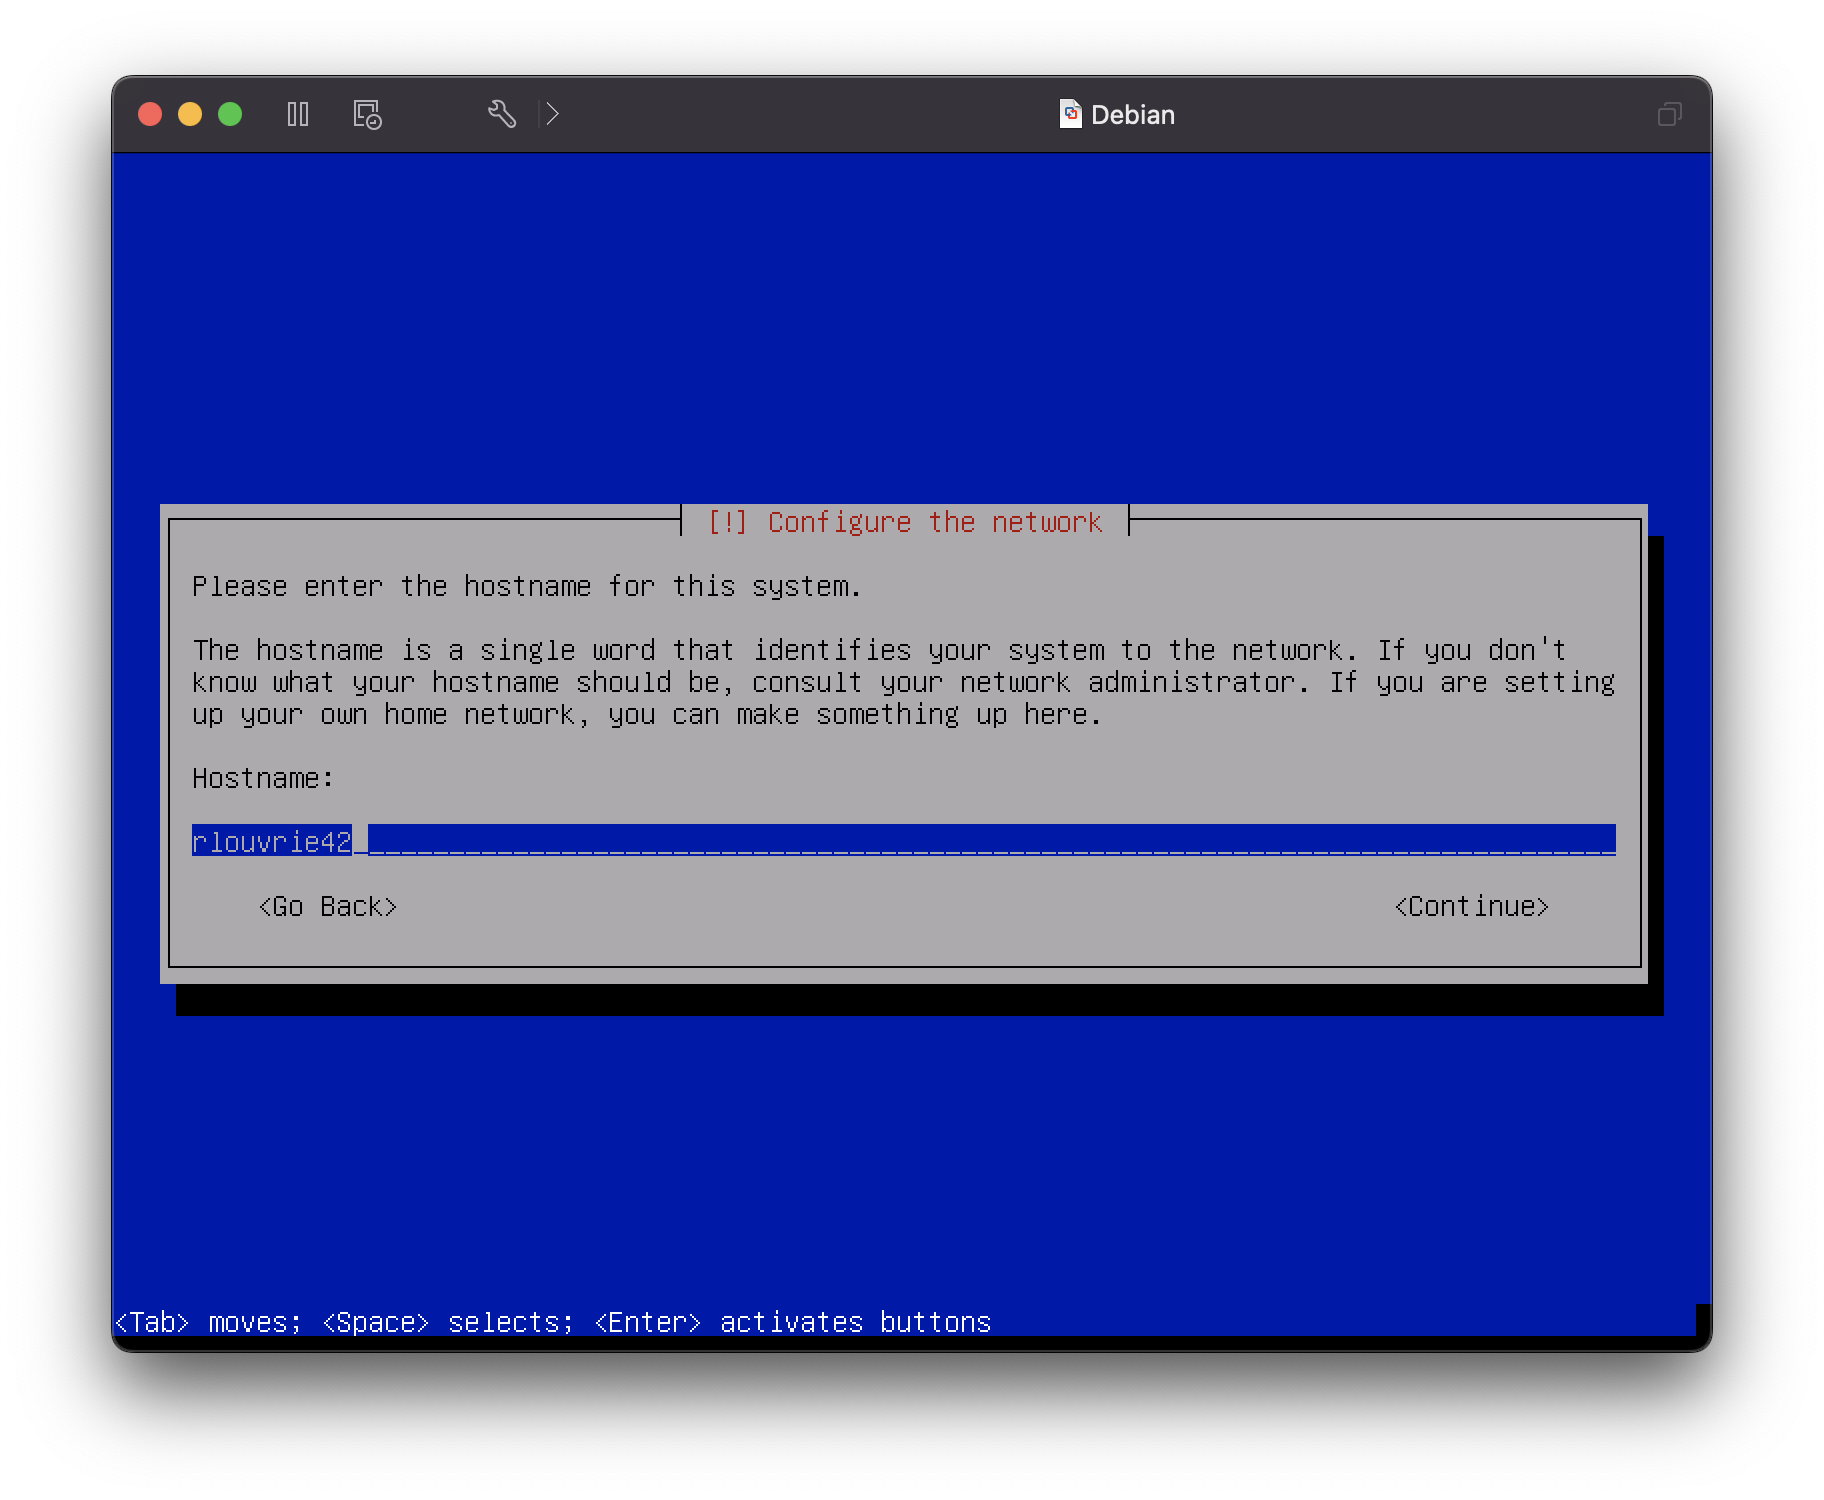 Debian
[!] Configure the network
Please enter the hostname for this system.
The hostname is a single word that identifies your system to the network. If you don't
know what your hostname should be, consult your network administrator. If you are setting
up your own home network, you can make something up here.
Hostname:
rlouvrie42
<Go Back> <Continue>
<Tab> moves; <Space> selects; <Enter> activates buttons